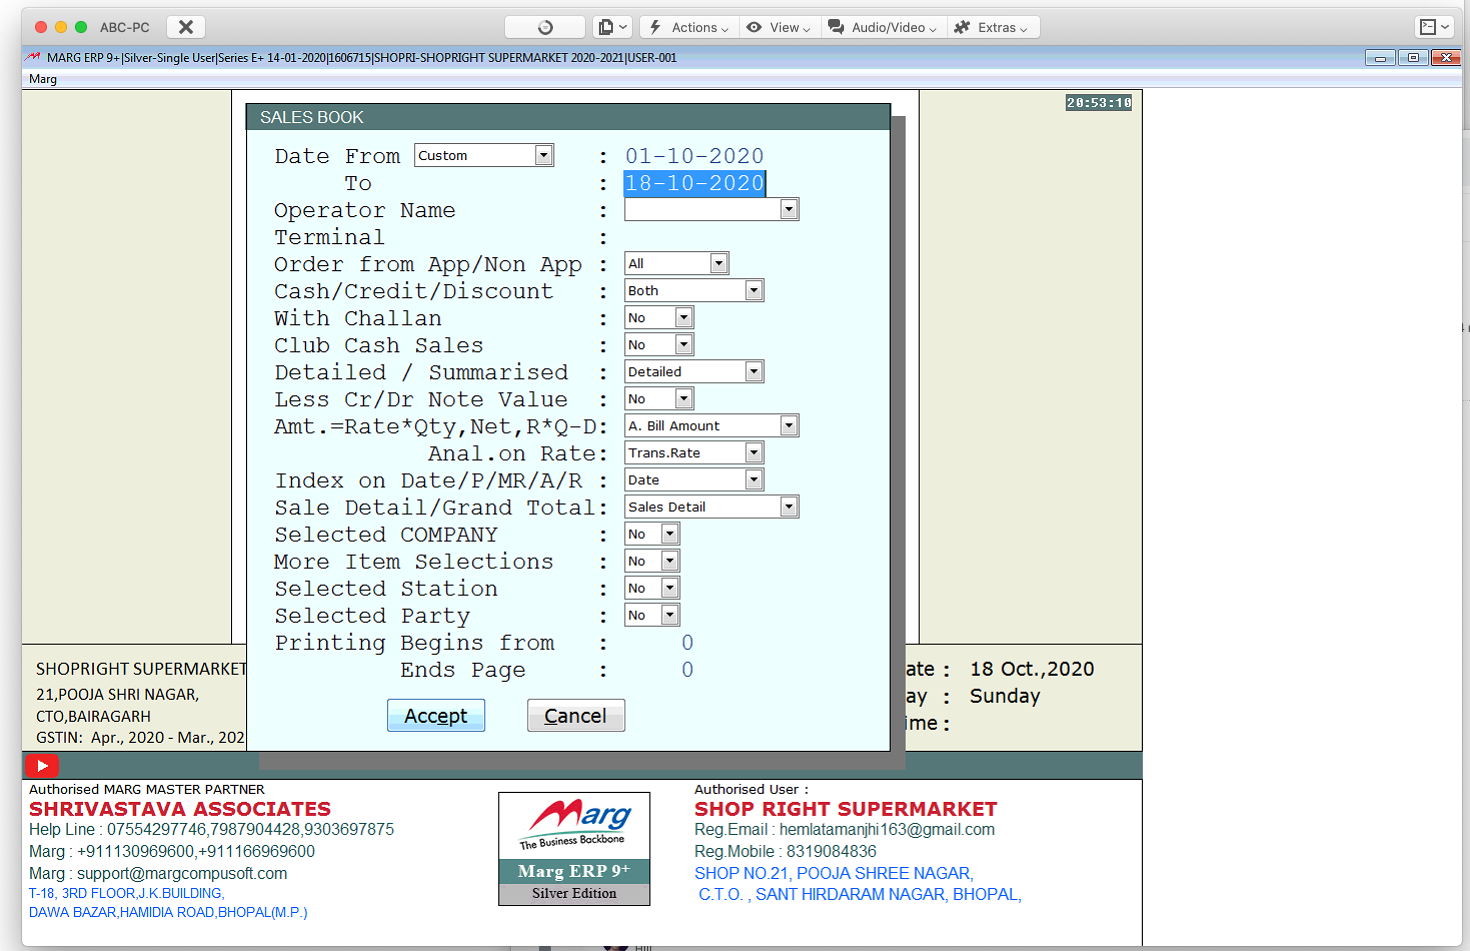 ABC-PC Actions View Audio/Video Extras
MARG ERP 9+|Silver-Single User|Series E+ 14-01-2020|1606715|SHOPRI-SHOPRIGHT SUPERMARKET 2020-2021|USER-001
Marg
20:53:10
SALES BOOK
Date From Custom : 01-10-2020
To : 18-10-2020
Operator Name :
Terminal :
Order from App/Non App : All
Cash/Credit/Discount : Both
With Challan : No
Club Cash Sales : No
Detailed / Summarised : Detailed
Less Cr/Dr Note Value : No
Amt.=Rate*Qty,Net,R*Q-D: A. Bill Amount
Anal.on Rate: Trans.Rate
Index on Date/P/MR/A/R : Date
Sale Detail/Grand Total: Sales Detail
Selected COMPANY : No
More Item Selections : No
Selected Station : No
Selected Party : No
Printing Begins from : 0
Ends Page : 0
Accept Cancel
SHOPRIGHT SUPERMARKET
21,POOJA SHRI NAGAR,
CTO,BAIRAGARH
GSTIN: Apr., 2020 - Mar., 202
ate : 18 Oct.,2020
ay : Sunday
ime :
Authorised MARG MASTER PARTNER
SHRIVASTAVA ASSOCIATES
Help Line : 07554297746,7987904428,9303697875
Marg : +911130969600,+911166969600
Marg : support@margcompusoft.com
T-18, 3RD FLOOR,J.K.BUILDING,
DAWA BAZAR,HAMIDIA ROAD,BHOPAL(M.P.)
Marg
The Business Backbone
Marg ERP 9+
Silver Edition
Authorised User :
SHOP RIGHT SUPERMARKET
Reg.Email : hemlatamanjhi163@gmail.com
Reg.Mobile : 8319084836
SHOP NO.21, POOJA SHREE NAGAR,
C.T.O. , SANT HIRDARAM NAGAR, BHOPAL,